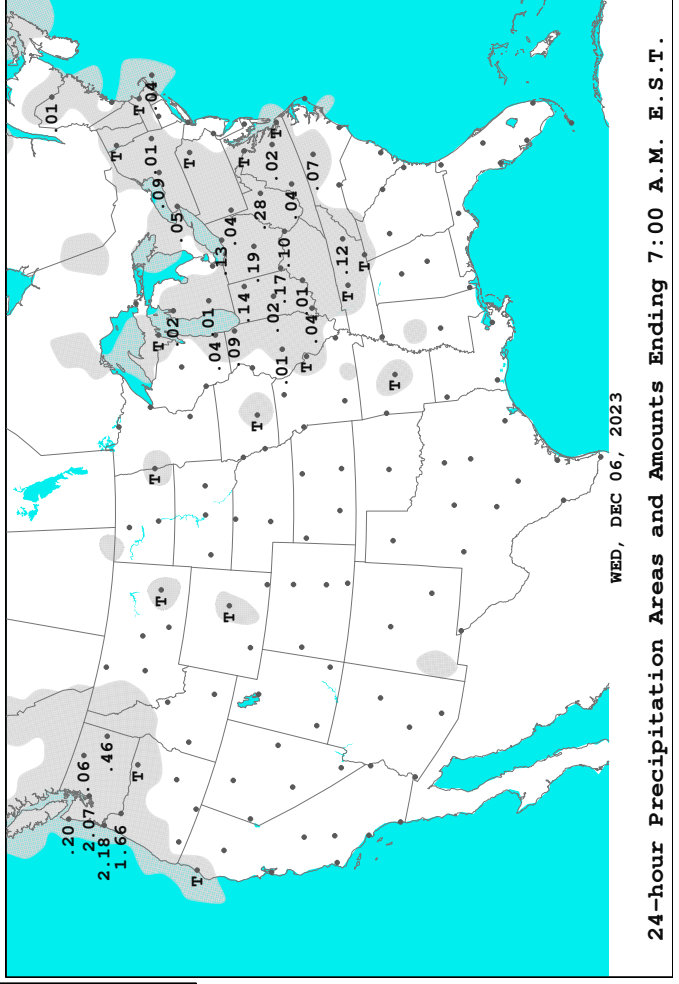 .01
.20
.06
2.07
2.18
.46
T
1.66
T
T
.04
T
.01
T
T
.09
T
.02
.05
T
T
.01
.04
.13
T
.04
.09
T
.14
.19
T
.28
.02
.02
T
.17
.01
.10
.04
.01
T
.04
.07
.12
T
T
T
WED, DEC 06, 2023
24-hour Precipitation Areas and Amounts Ending 7:00 A.M. E.S.T.